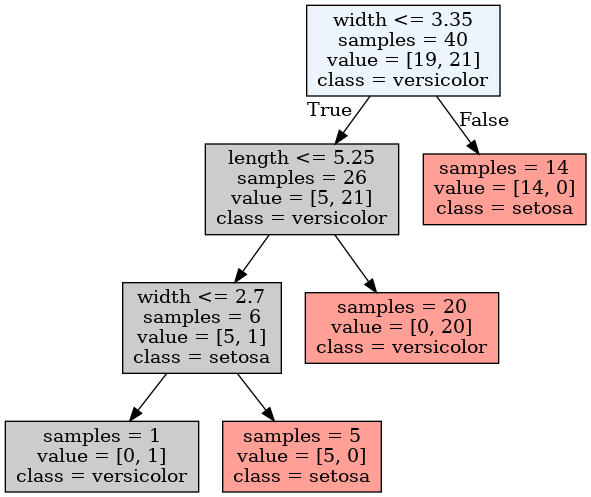 width <= 3.35
samples = 40
value = [19, 21]
class = versicolor
True
False
length <= 5.25
samples = 26
value = [5, 21]
class = versicolor
samples = 14
value = [14, 0]
class = setosa
width <= 2.7
samples = 6
value = [5, 1]
class = setosa
samples = 20
value = [0, 20]
class = versicolor
samples = 1
value = [0, 1]
class = versicolor
samples = 5
value = [5, 0]
class = setosa